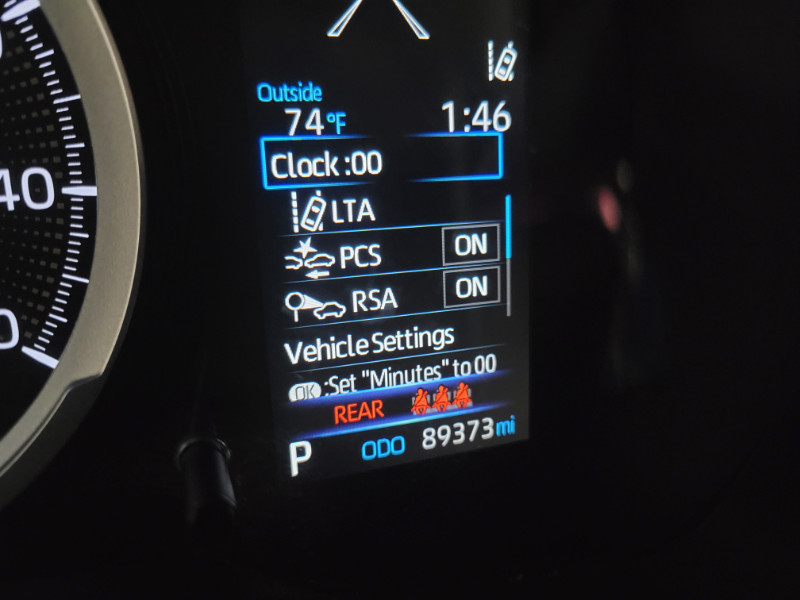 Outside
74°F 1:46
Clock :00
LTA
40
PCS ON
RSA ON
Vehicle Settings
OK :Set "Minutes" to 00
REAR
P ODO 89373 mi